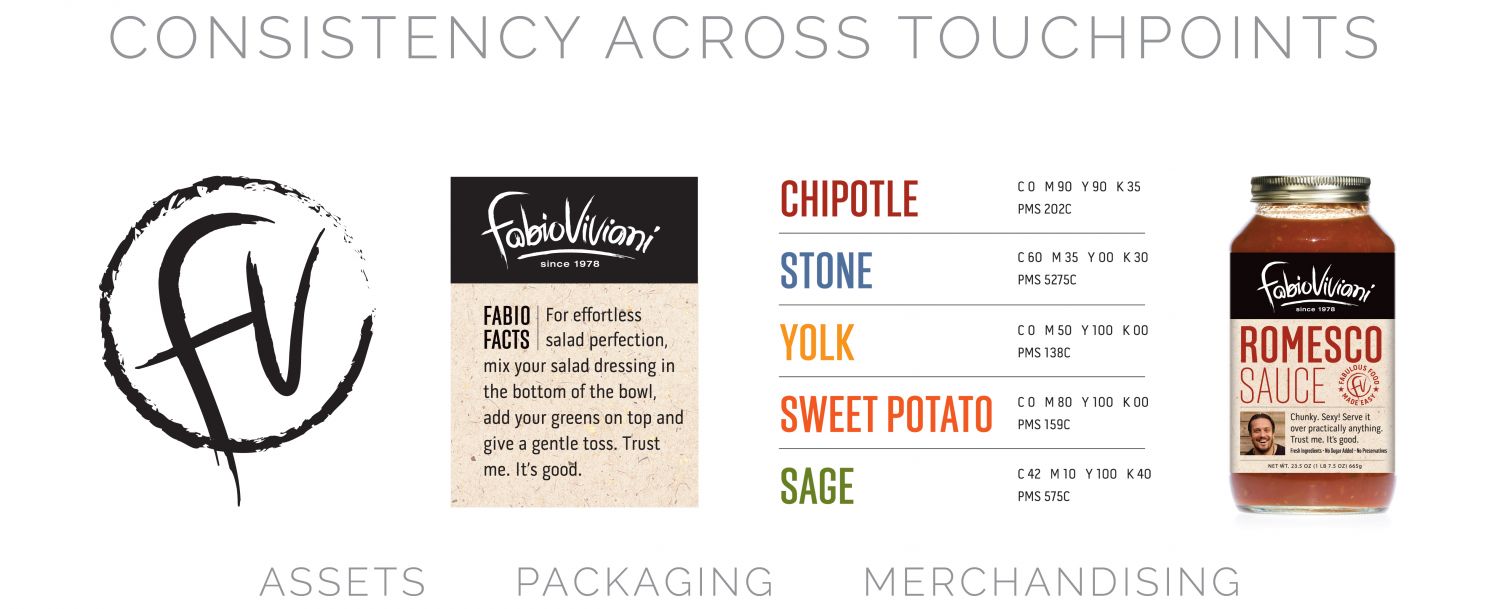 CONSISTENCY ACROSS TOUCHPOINTS
FV
Fabio Viviani
since 1978
FABIO
FACTS
For effortless
salad perfection,
mix your salad dressing in
the bottom of the bowl,
add your greens on top and
give a gentle toss. Trust
me. It's good.
CHIPOTLE
C 0 M 90 Y 90 K 35
PMS 202C
STONE
C 60 M 35 Y 00 K 30
PMS 5275C
YOLK
C 0 M 50 Y 100 K 00
PMS 138C
SWEET POTATO
C 0 M 80 Y 100 K 00
PMS 159C
SAGE
C 42 M 10 Y 100 K 40
PMS 575C
Fabio Viviani
since 1978
ROMESCO
SAUCE
FABULOUS FOOD
FV
MADE EASY
Chunky. Sexy! Serve it
over practically anything.
Trust me. It's good.
Fresh Ingredients • No Sugar Added • No Preservatives
NET WT. 23.5 OZ (1 LB 7.5 OZ) 665g
ASSETS PACKAGING MERCHANDISING